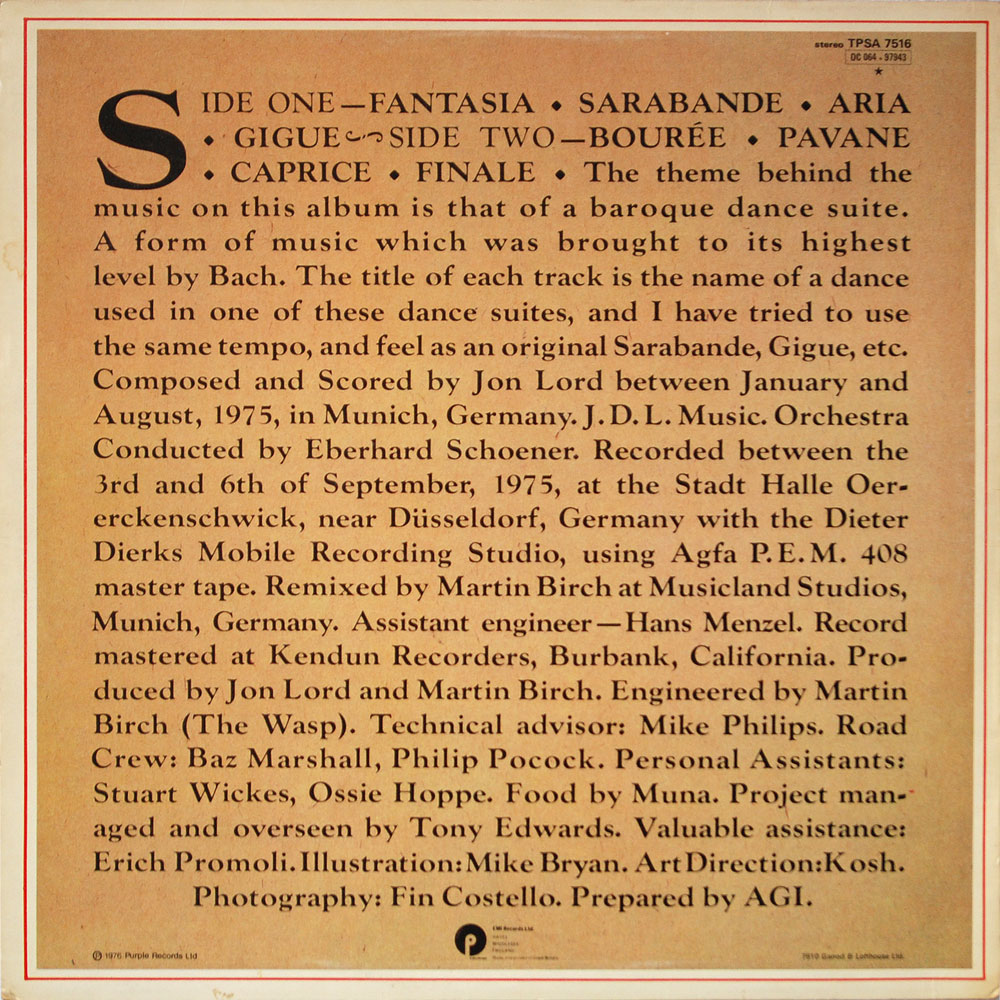 stereo TPSA 7516
OC 064 - 97943
★
SIDE ONE—FANTASIA ◆ SARABANDE ◆ ARIA
◆ GIGUE SIDE TWO—BOURÉE ◆ PAVANE
◆ CAPRICE ◆ FINALE ◆ The theme behind the
music on this album is that of a baroque dance suite.
A form of music which was brought to its highest
level by Bach. The title of each track is the name of a dance
used in one of these dance suites, and I have tried to use
the same tempo, and feel as an original Sarabande, Gigue, etc.
Composed and Scored by Jon Lord between January and
August, 1975, in Munich, Germany. J.D.L. Music. Orchestra
Conducted by Eberhard Schoener. Recorded between the
3rd and 6th of September, 1975, at the Stadt Halle Oer-
erckenschwick, near Düsseldorf, Germany with the Dieter
Dierks Mobile Recording Studio, using Agfa P.E.M. 408
master tape. Remixed by Martin Birch at Musicland Studios,
Munich, Germany. Assistant engineer—Hans Menzel. Record
mastered at Kendun Recorders, Burbank, California. Pro-
duced by Jon Lord and Martin Birch. Engineered by Martin
Birch (The Wasp). Technical advisor: Mike Philips. Road
Crew: Baz Marshall, Philip Pocock. Personal Assistants:
Stuart Wickes, Ossie Hoppe. Food by Muna. Project man-
aged and overseen by Tony Edwards. Valuable assistance:
Erich Promoli. Illustration: Mike Bryan. Art Direction: Kosh.
Photography: Fin Costello. Prepared by AGI.
EMI Records Ltd.
℗ 1976 Purple Records Ltd
7610 Garrod & Lofthouse Ltd.